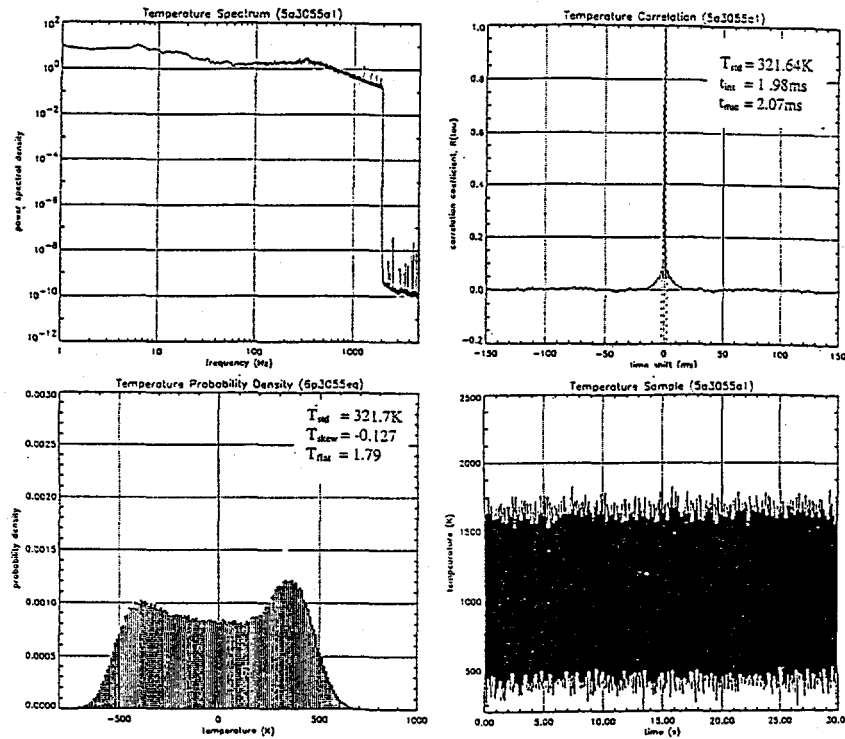 Temperature Spectrum (5a3055a1)
power spectral density
10^2
10^0
10^-2
10^-4
10^-6
10^-8
10^-10
10^-12
1
10
100
1000
frequency (Hz)
Temperature Correlation (5a3055a1)
correlation coefficient, R(tau)
1.0
0.8
0.6
0.4
0.2
0.0
-0.2
-150
-100
-50
0
50
100
150
time shift (ms)
T_std = 321.64K
t_int = 1.98ms
t_mac = 2.07ms
Temperature Probability Density (6p3055eq)
probability density
0.0030
0.0025
0.0020
0.0015
0.0010
0.0005
0.0000
-500
0
500
1000
temperature (K)
T_std = 321.7K
T_skew = -0.127
T_flat = 1.79
Temperature Sample (5a3055a1)
temperature (K)
2500
2000
1500
1000
500
0.00
5.00
10.00
15.00
20.00
25.00
30.0
time (s)